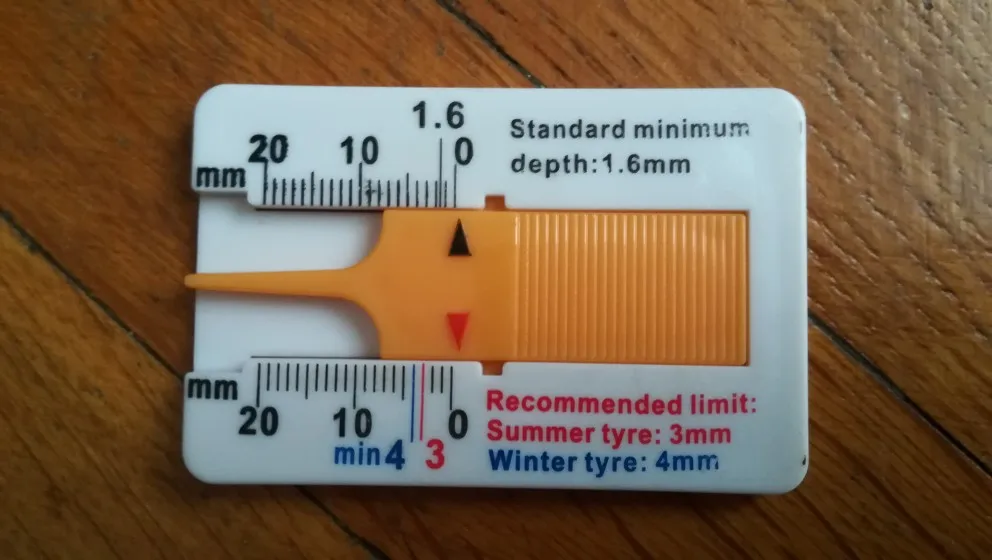 1.6
20 10 0
mm
Standard minimum
depth:1.6mm
mm
20 10 0
min4 3
Recommended limit:
Summer tyre: 3mm
Winter tyre: 4mm